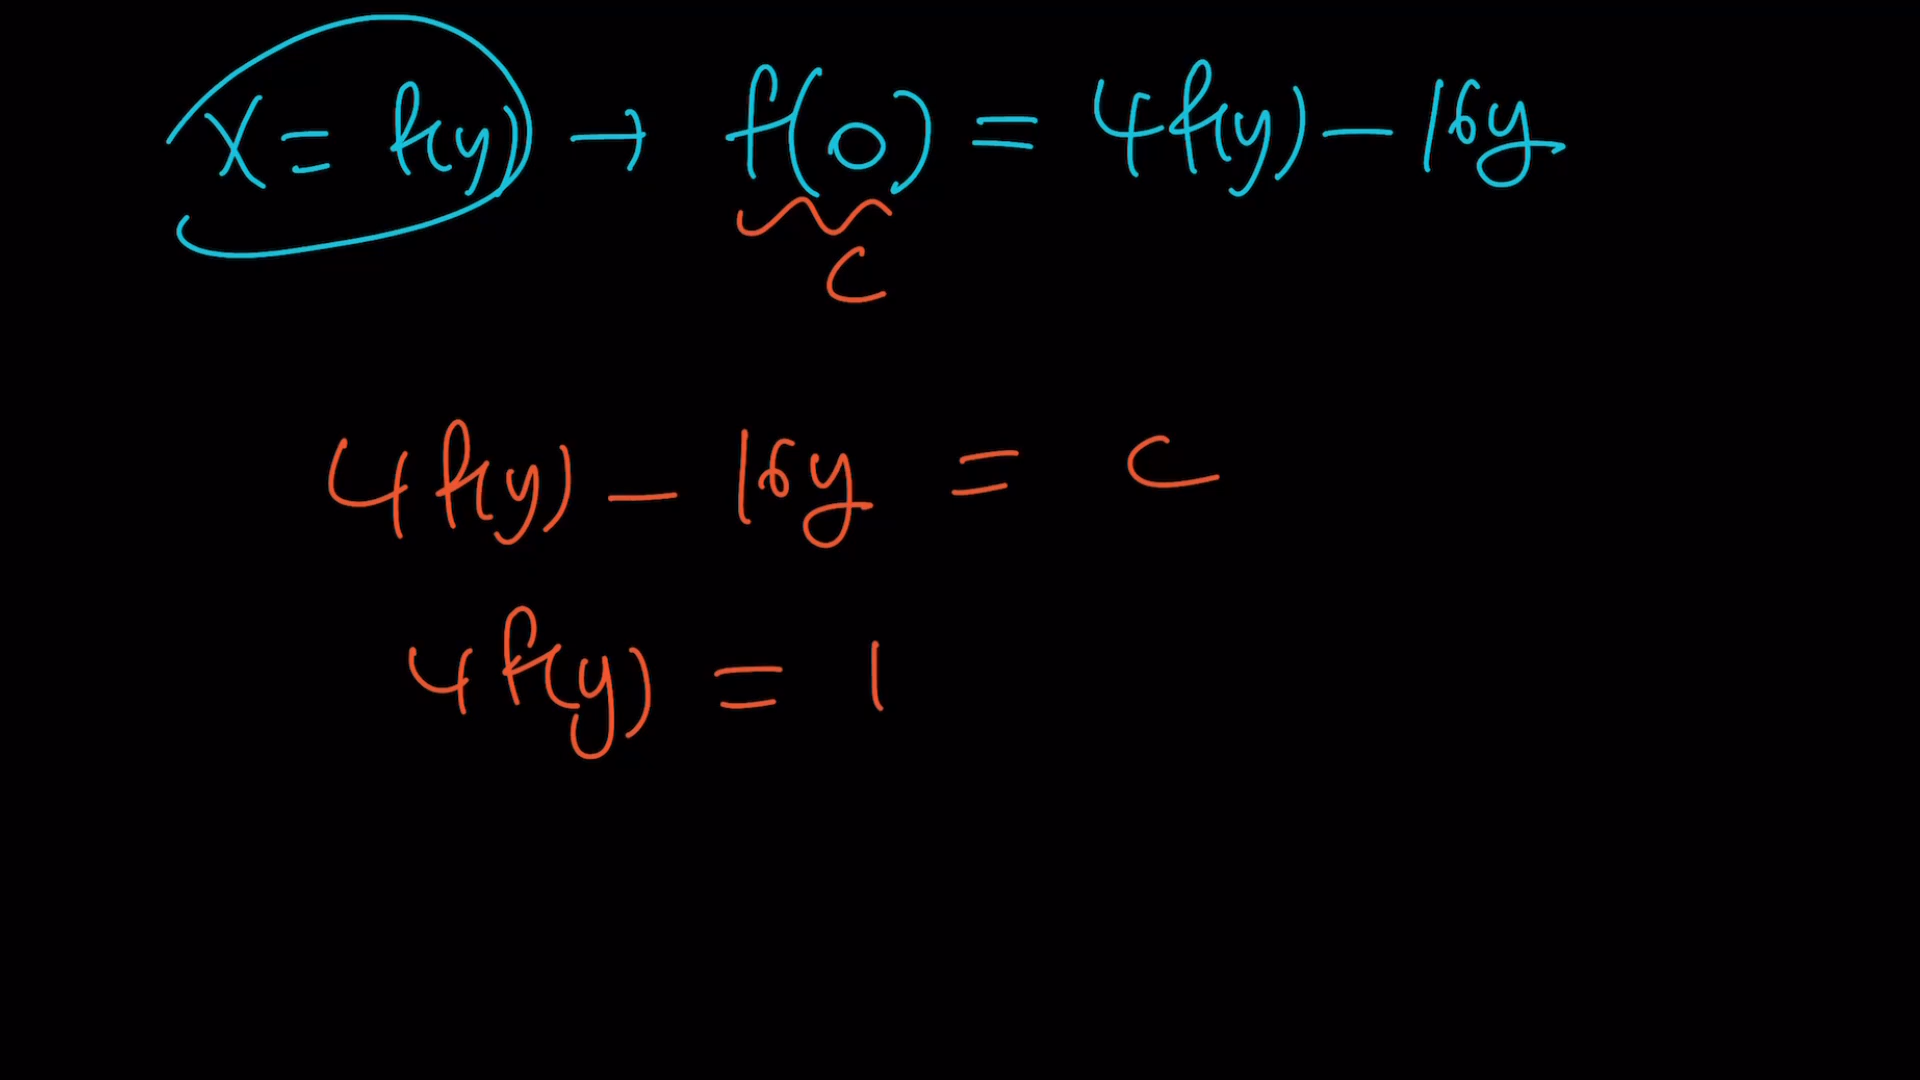 x = f(y) → f(0) = 4f(y) - 16y
c
4f(y) - 16y = c
4f(y) = 1